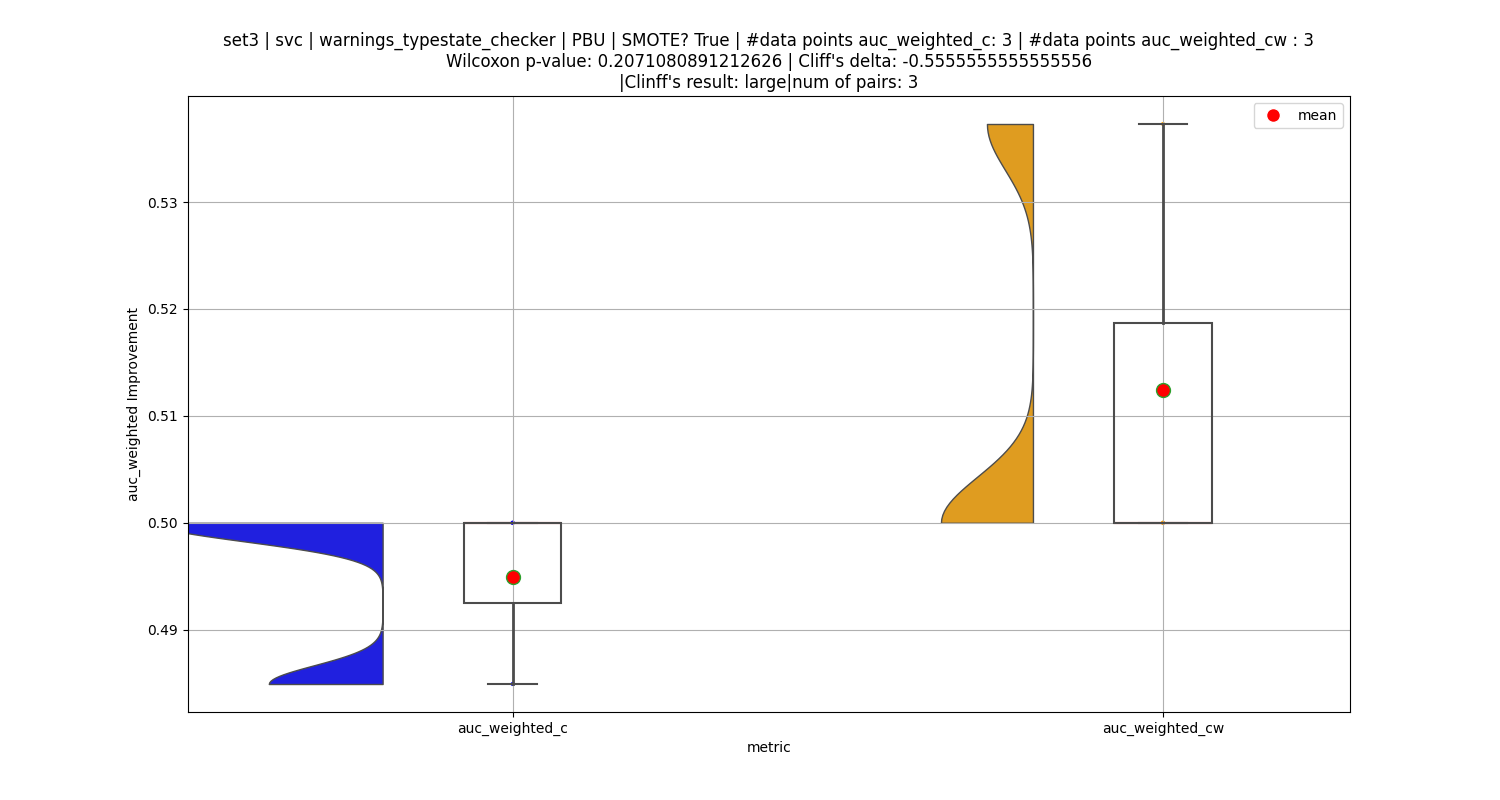 set3 | svc | warnings_typestate_checker | PBU | SMOTE? True | #data points auc_weighted_c: 3 | #data points auc_weighted_cw : 3
Wilcoxon p-value: 0.2071080891212626 | Cliff's delta: -0.5555555555555556
|Clinff's result: large|num of pairs: 3
mean
0.53
0.52
0.51
0.50
0.49
auc_weighted Improvement
auc_weighted_c
auc_weighted_cw
metric